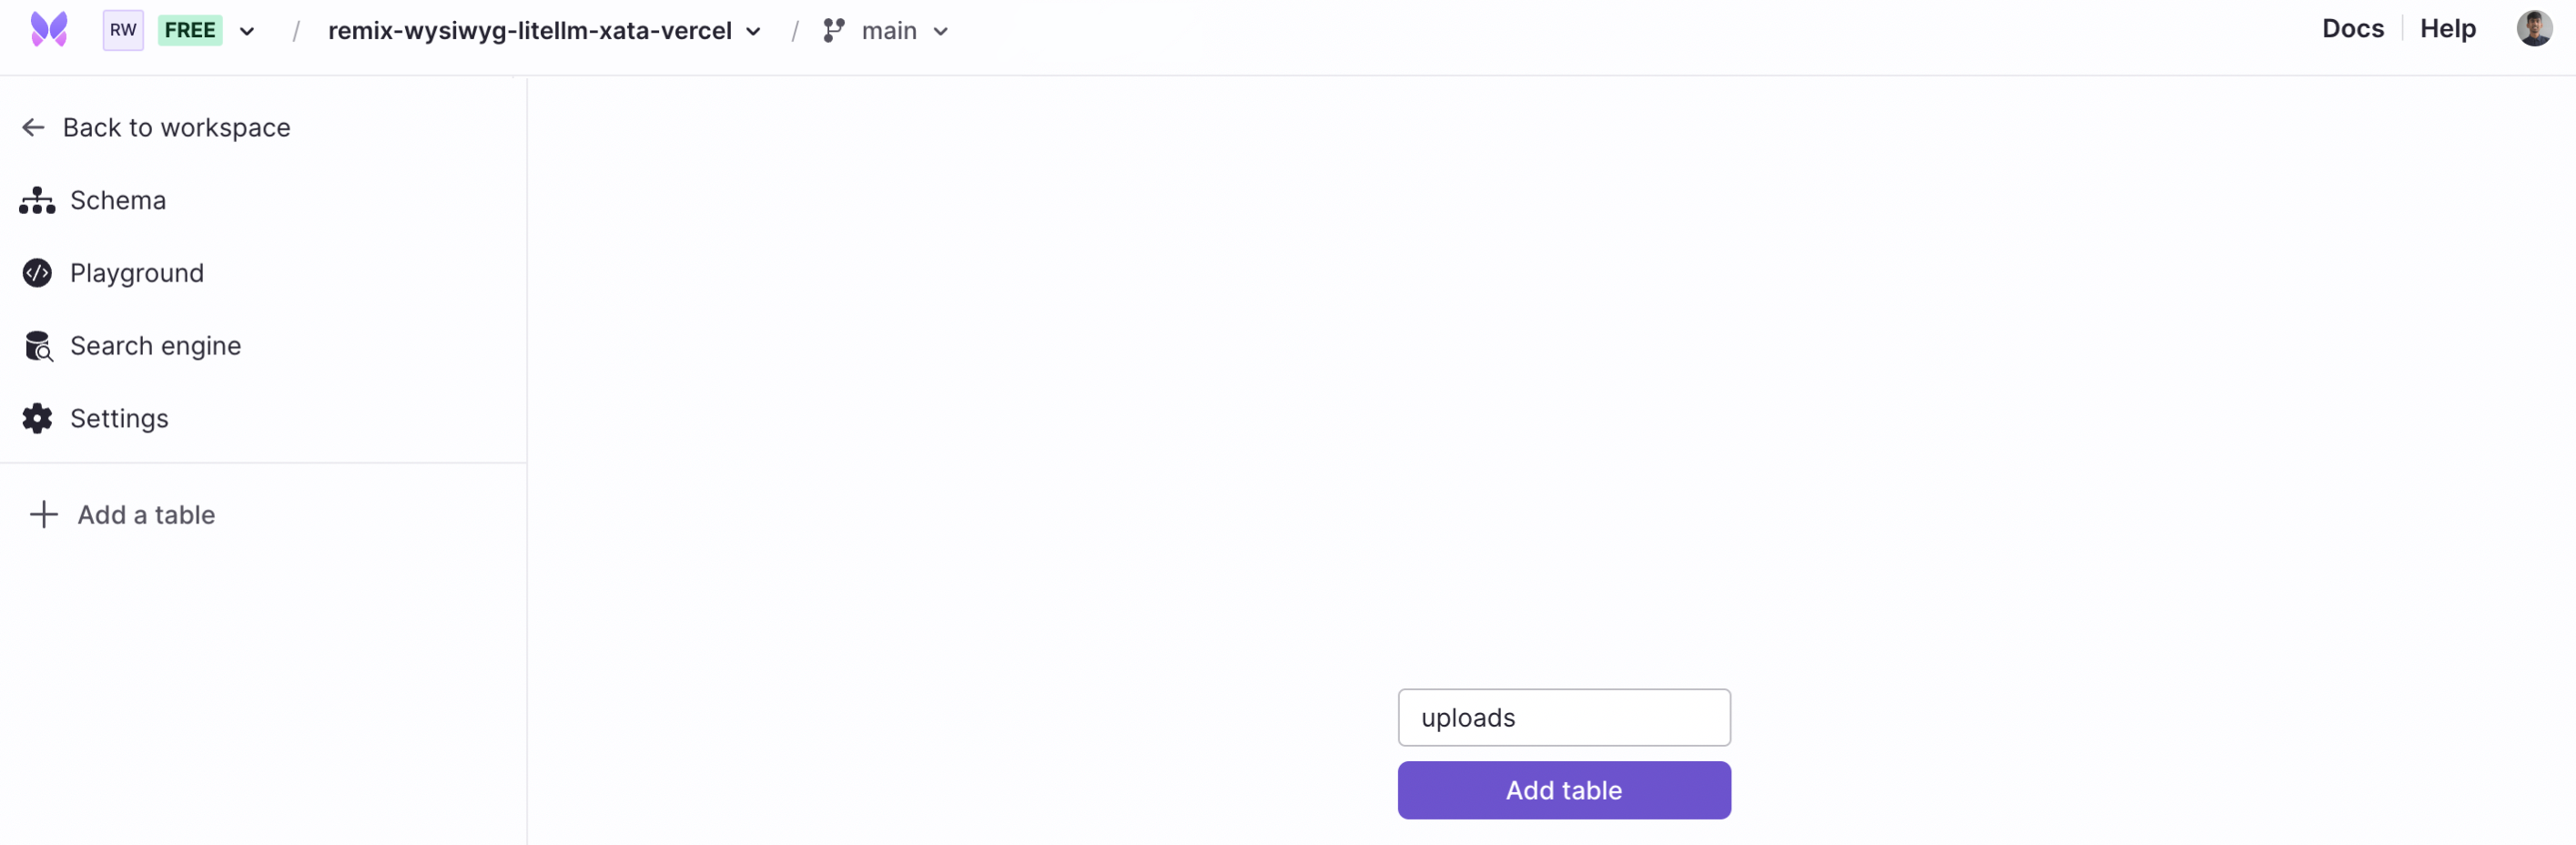 RW FREE / remix-wysiwyg-litellm-xata-vercel / main Docs Help
Back to workspace
Schema
Playground
Search engine
Settings
Add a table
uploads
Add table